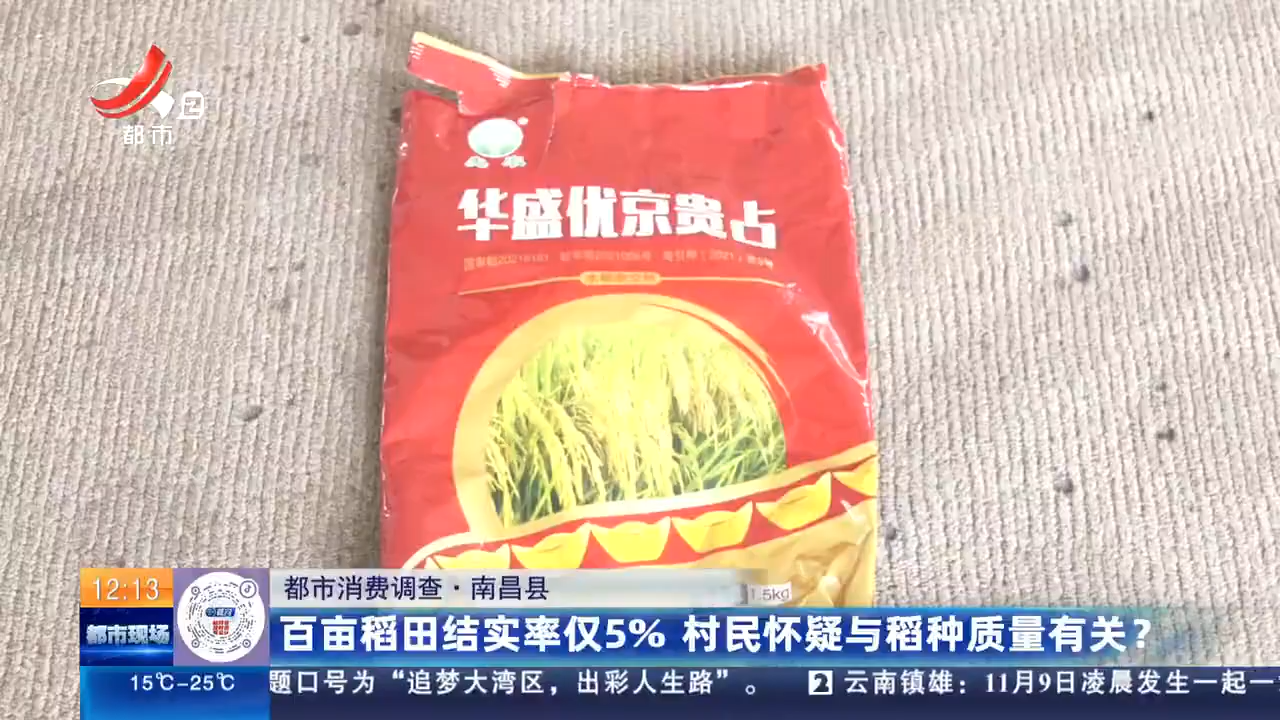 都市
2
华盛优京贵占
1.5kg
12:13
都市消费调查·南昌县
都市现场
百亩稻田结实率仅5% 村民怀疑与稻种质量有关?
15℃-25℃
题口号为“追梦大湾区，出彩人生路”。 2 云南镇雄：11月9日凌晨发生一起一